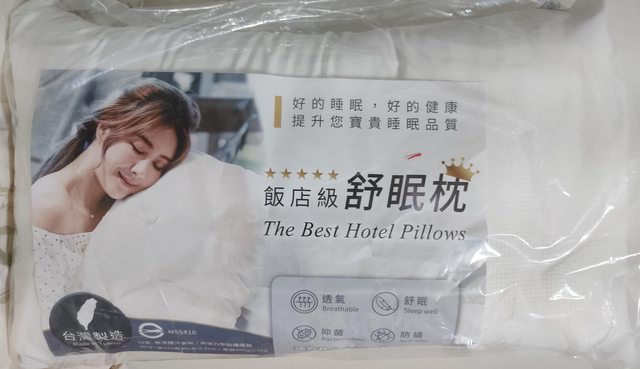 好的睡眠，好的健康
提升您寶貴睡眠品質
飯店級舒眠枕
The Best Hotel Pillows
透氣
Breathable
舒眠
Sleep well
抑菌
防蟎
台灣製造
Made in Taiwan
M55410